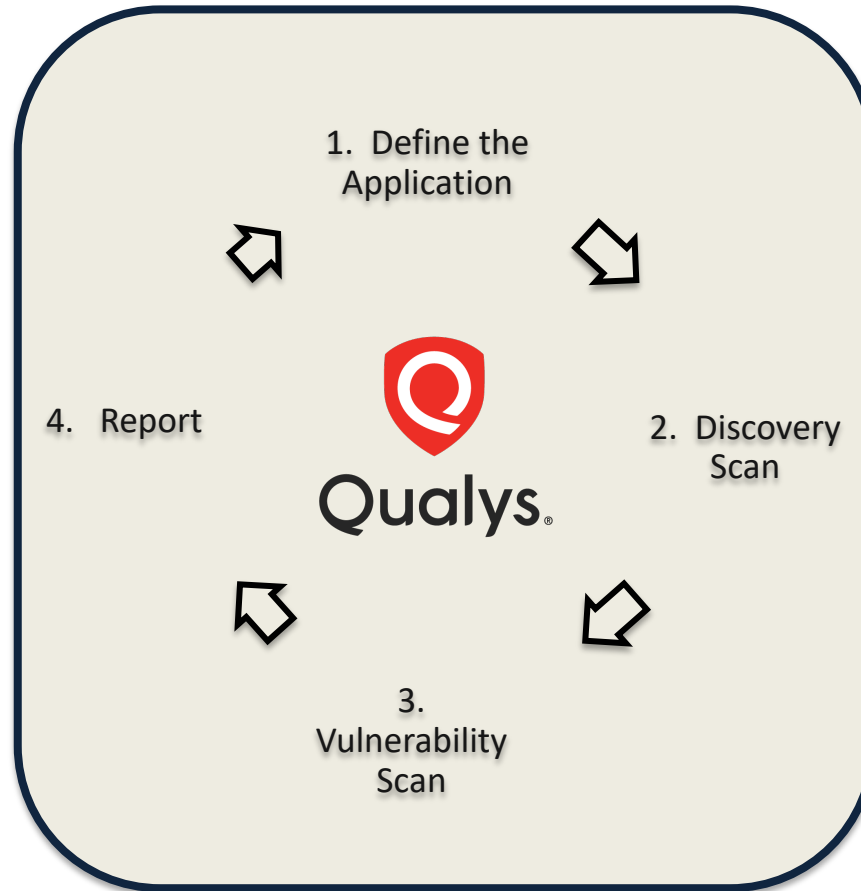 1. Define the
Application
2. Discovery
Scan
3.
Vulnerability
Scan
4. Report
Qualys®